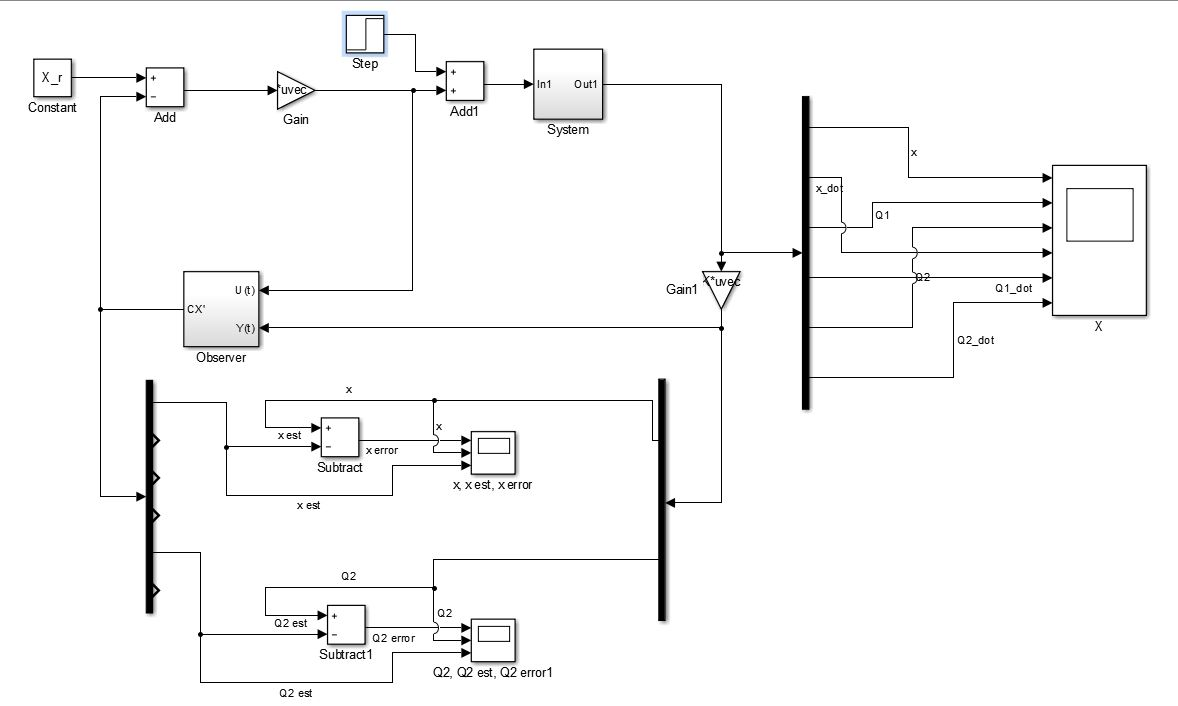 Step
X_r
Constant
+
−
Add
*uvec
Gain
+
+
Add1
In1
Out1
System
x
x_dot
Q1
Q2
Q1_dot
Q2_dot
X
Gain1
*uvec
U (t)
CX'
Y(t)
Observer
x
+
x est
−
Subtract
x error
x
x, x est, x error
x est
Q2
+
Q2 est
−
Subtract1
Q2
Q2 error
Q2, Q2 est, Q2 error1
Q2 est